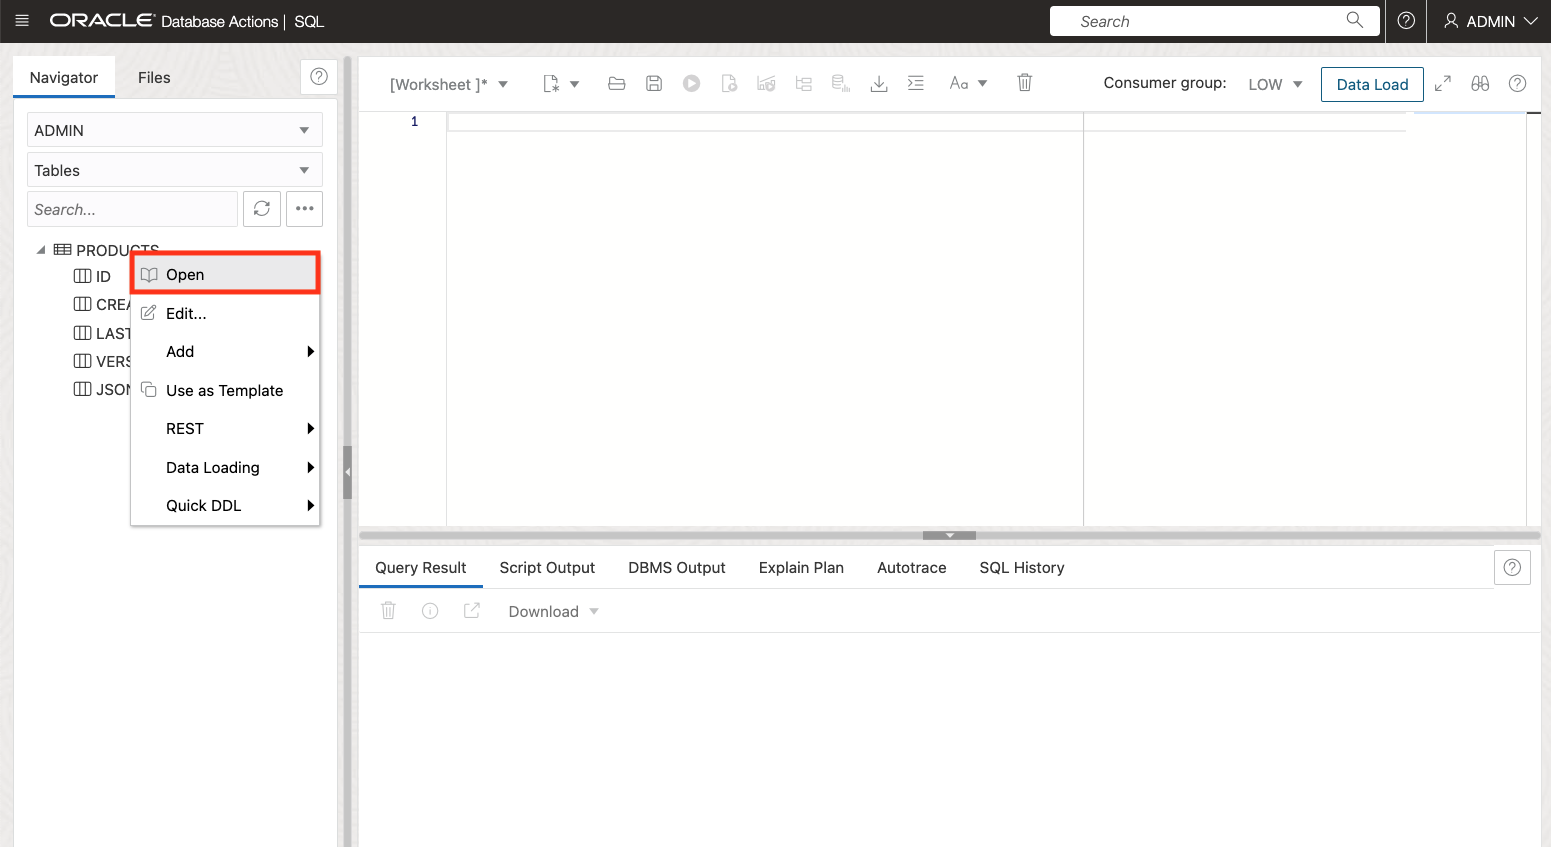 ORACLE Database Actions | SQL
Search
ADMIN
Navigator
Files
[Worksheet ]*
Aa
Consumer group:
LOW
Data Load
ADMIN
Tables
Search...
1
PRODUCTS
ID
CREA
LAST
VERS
JSON
Open
Edit...
Add
Use as Template
REST
Data Loading
Quick DDL
Query Result
Script Output
DBMS Output
Explain Plan
Autotrace
SQL History
Download